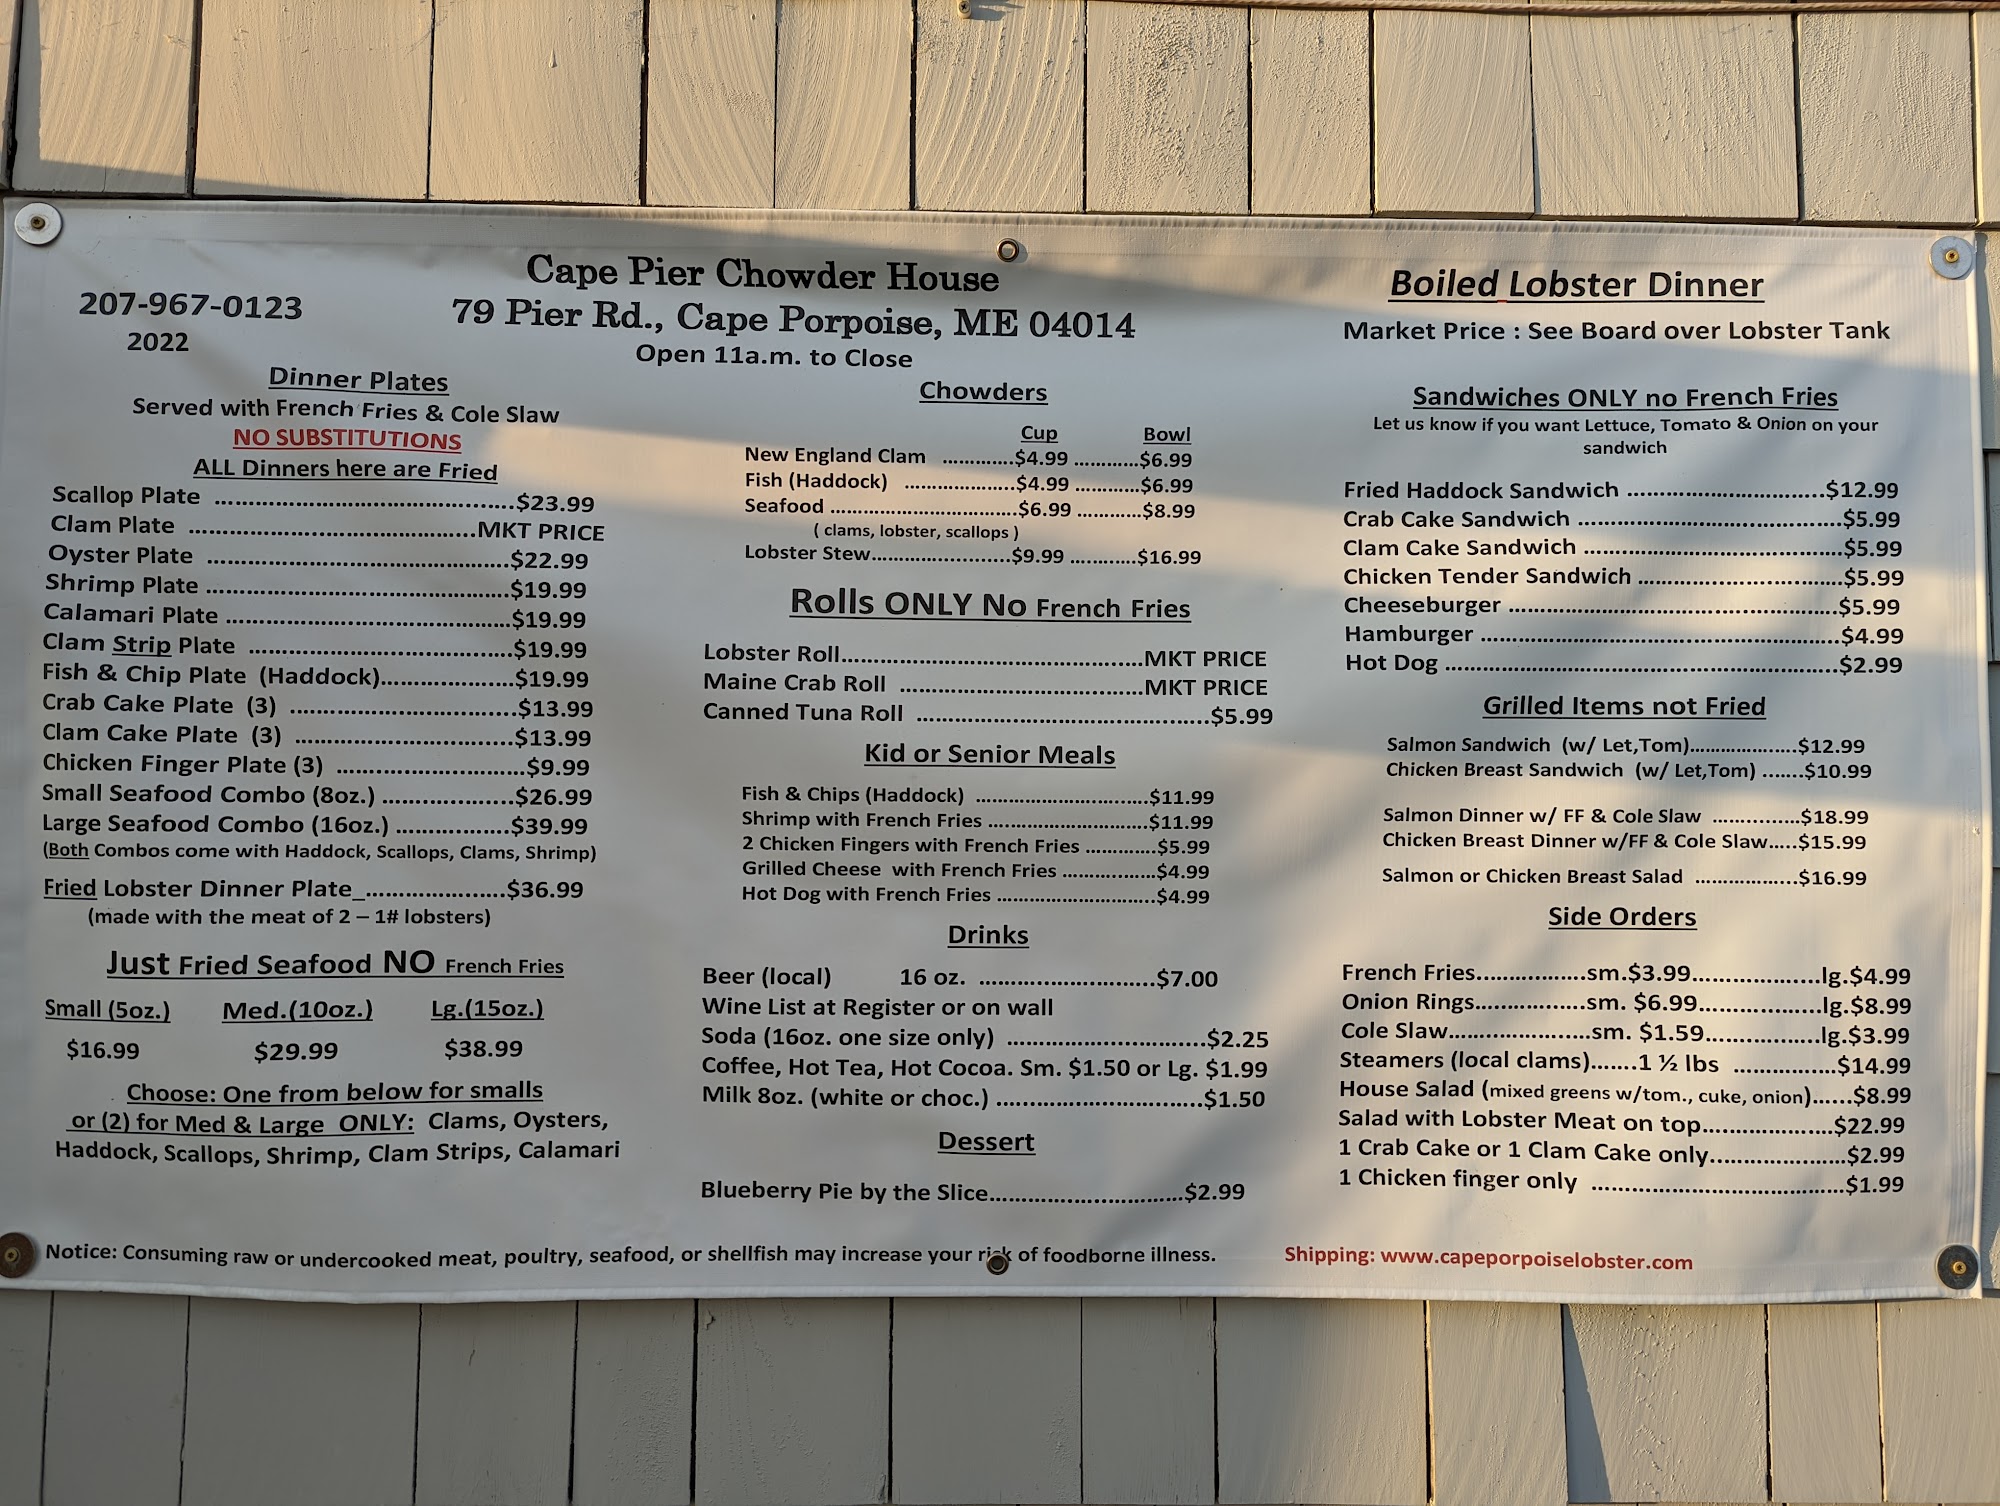 Cape Pier Chowder House
207-967-0123
79 Pier Rd., Cape Porpoise, ME 04014
2022
Open 11a.m. to Close
Dinner Plates
Served with French Fries & Cole Slaw
NO SUBSTITUTIONS
ALL Dinners here are Fried
Scallop Plate ......................................$23.99
Clam Plate ....................................MKT PRICE
Oyster Plate ......................................$22.99
Shrimp Plate ......................................$19.99
Calamari Plate ....................................$19.99
Clam Strip Plate .................................$19.99
Fish & Chip Plate (Haddock).................$19.99
Crab Cake Plate (3) .............................$13.99
Clam Cake Plate (3) ............................$13.99
Chicken Finger Plate (3) ........................$9.99
Small Seafood Combo (8oz.) .................$26.99
Large Seafood Combo (16oz.) ..................$39.99
(Both Combos come with Haddock, Scallops, Clams, Shrimp)
Fried Lobster Dinner Plate_..................$36.99
(made with the meat of 2 – 1# lobsters)
Just Fried Seafood NO French Fries
Small (5oz.) Med.(10oz.) Lg.(15oz.)
$16.99 $29.99 $38.99
Choose: One from below for smalls
or (2) for Med & Large ONLY: Clams, Oysters,
Haddock, Scallops, Shrimp, Clam Strips, Calamari
Chowders
Cup Bowl
New England Clam .............$4.99 ............$6.99
Fish (Haddock) ....................$4.99 ............$6.99
Seafood ..................................$6.99 ............$8.99
( clams, lobster, scallops )
Lobster Stew.........................$9.99 ............$16.99
Rolls ONLY No French Fries
Lobster Roll......................................MKT PRICE
Maine Crab Roll ...............................MKT PRICE
Canned Tuna Roll .....................................$5.99
Kid or Senior Meals
Fish & Chips (Haddock) ...............................$11.99
Shrimp with French Fries .............................$11.99
2 Chicken Fingers with French Fries ............$5.99
Grilled Cheese with French Fries ................$4.99
Hot Dog with French Fries ............................$4.99
Drinks
Beer (local) 16 oz. ......................$7.00
Wine List at Register or on wall
Soda (16oz. one size only) .........................$2.25
Coffee, Hot Tea, Hot Cocoa. Sm. $1.50 or Lg. $1.99
Milk 8oz. (white or choc.) ..........................$1.50
Dessert
Blueberry Pie by the Slice........................$2.99
Boiled Lobster Dinner
Market Price : See Board over Lobster Tank
Sandwiches ONLY no French Fries
Let us know if you want Lettuce, Tomato & Onion on your
sandwich
Fried Haddock Sandwich .........................$12.99
Crab Cake Sandwich .................................$5.99
Clam Cake Sandwich .................................$5.99
Chicken Tender Sandwich ..........................$5.99
Cheeseburger ..........................................$5.99
Hamburger .............................................$4.99
Hot Dog .................................................$2.99
Grilled Items not Fried
Salmon Sandwich (w/ Let,Tom)...................$12.99
Chicken Breast Sandwich (w/ Let,Tom) .......$10.99
Salmon Dinner w/ FF & Cole Slaw ...............$18.99
Chicken Breast Dinner w/FF & Cole Slaw.....$15.99
Salmon or Chicken Breast Salad ..................$16.99
Side Orders
French Fries..............sm.$3.99.................lg.$4.99
Onion Rings..............sm. $6.99................lg.$8.99
Cole Slaw..................sm. $1.59.................lg.$3.99
Steamers (local clams).......1 ½ lbs .............$14.99
House Salad (mixed greens w/tom., cuke, onion)......$8.99
Salad with Lobster Meat on top.................$22.99
1 Crab Cake or 1 Clam Cake only..................$2.99
1 Chicken finger only ................................$1.99
Notice: Consuming raw or undercooked meat, poultry, seafood, or shellfish may increase your risk of foodborne illness.
Shipping: www.capeporpoiselobster.com